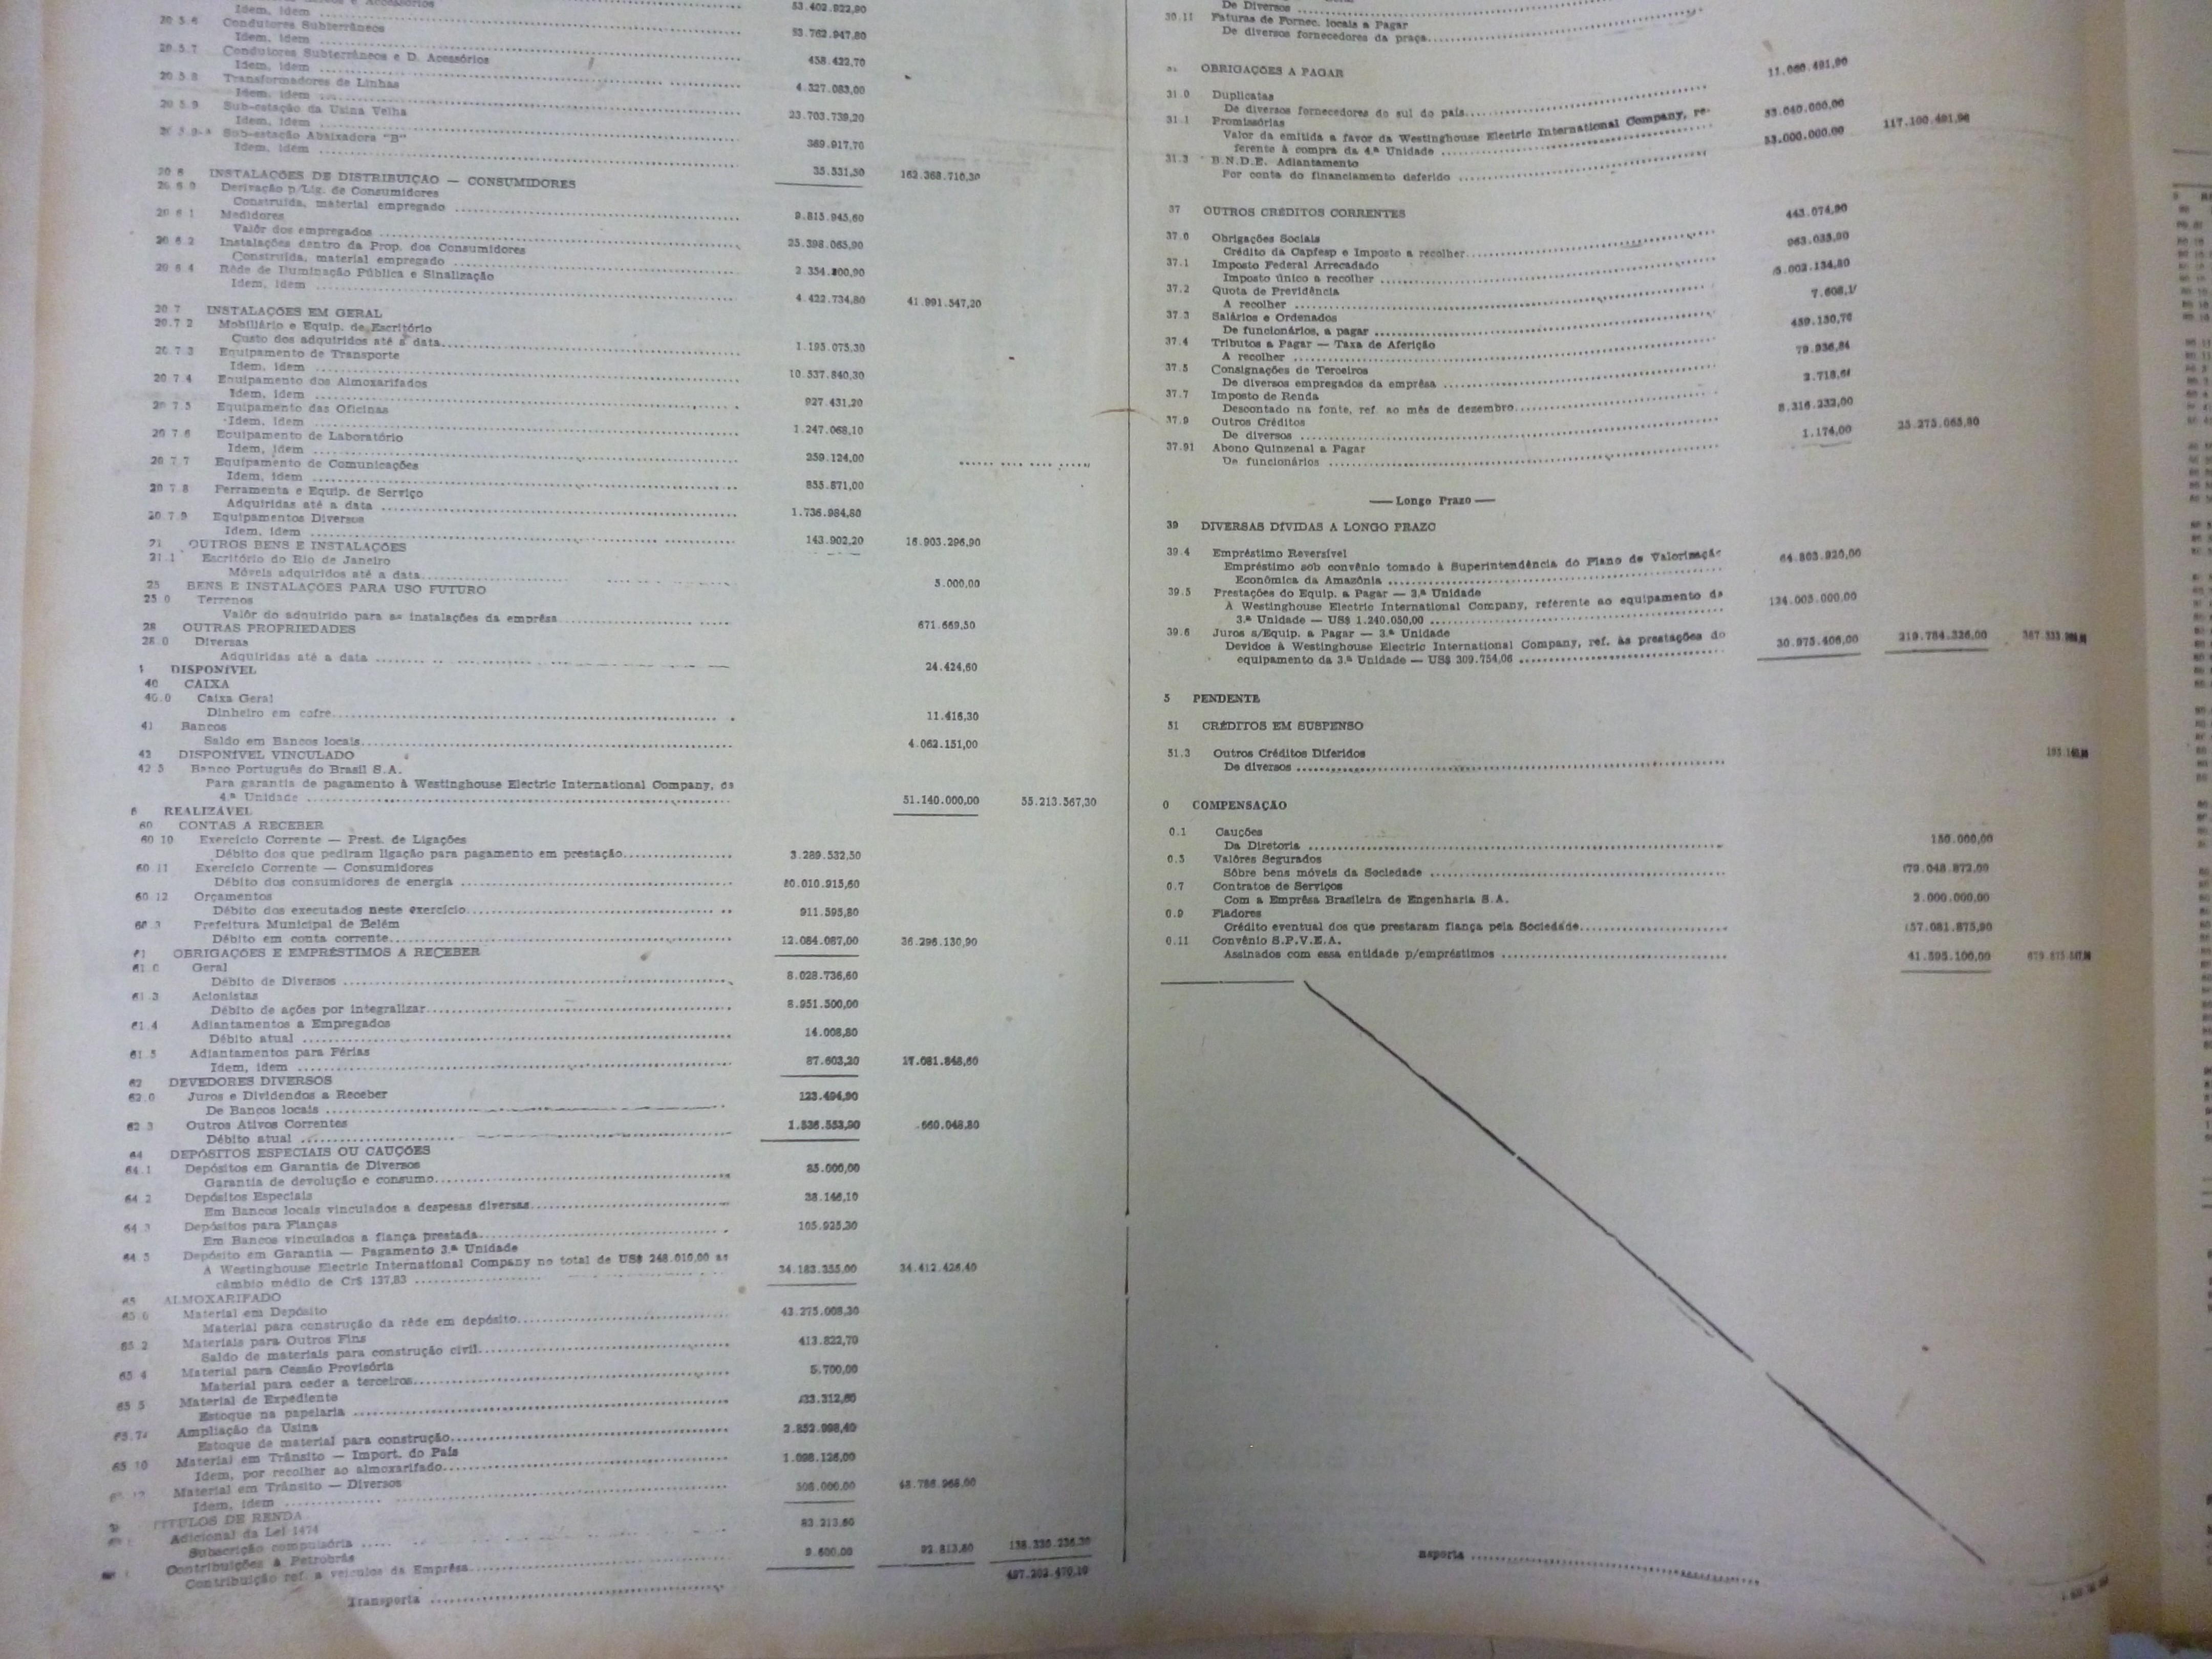 Idem, idem ........ 53.402.922,90
20.5.6 Condutores Subterrâneos
Idem, idem ........ 53.762.947,80
20.5.7 Condutores Subterrâneos e D. Acessórios
Idem, idem ........ 458.422,70
20.5.8 Transformadores de Linhas
Idem, idem ........ 4.327.083,00
20.5.9 Sub-estação da Usina Velha
Idem, idem ........ 23.703.739,20
Sub-estação Abaixadora "B" 369.917,70
Idem, idem ........ 35.531,50 162.368.710,30
20 6 INSTALAÇÕES DE DISTRIBUIÇÃO — CONSUMIDORES
20 6 0 Derivação p/Lig. de Consumidores
Construída, material empregado ........ 9.815.945,60
20 6 1 Medidores
Valôr dos empregados ........ 25.398.065,90
20 6.2 Instalações dentro da Prop. dos Consumidores
Construída, material empregado ........
20 6 4 Rêde de Iluminação Pública e Sinalização
Idem, idem ........ 4.422.734,80 41.991.547,20
20 7 INSTALAÇÕES EM GERAL
20.7 2 Mobiliário e Equip. de Escritório
Custo dos adquiridos até a data........ 1.195.075,30
20 7 3 Equipamento de Transporte
Idem, idem ........ 10.537.840,30
20 7 4 Equipamento dos Almoxarifados
Idem, idem ........ 927.431,20
20 7.5 Equipamento das Oficinas
Idem, idem ........ 1.247.068,10
20 7 6 Equipamento de Laboratório
Idem, idem ........ 259.124,00
20 7 7 Equipamento de Comunicações
Idem, idem ........ 855.871,00
20 7 8 Ferramenta e Equip. de Serviço
Adquiridas até a data ........ 1.736.984,80
20.7.9 Equipamentos Diversos
Idem, idem ........ 143.902,20 16.903.296,90
21 OUTROS BENS E INSTALAÇÕES
21.1 Escritório do Rio de Janeiro
Móveis adquiridos até a data........ 5.000,00
25 BENS E INSTALAÇÕES PARA USO FUTURO
25 0 Terrenos
Valôr do adquirido para as instalações da emprêsa........ 671.669,50
28 OUTRAS PROPRIEDADES
28.0 Diversas
Adquiridas até a data ........ 24.424,60
DISPONÍVEL
40 CAIXA
40.0 Caixa Geral
Dinheiro em cofre........ 11.416,30
41 Bancos
Saldo em Bancos locais........ 4.062.151,00
42 DISPONÍVEL VINCULADO
42 5 Banco Português do Brasil S.A.
Para garantia de pagamento à Westinghouse Electric International Company, da
4.ª Unidade ........ 51.140.000,00 55.213.567,30
6 REALIZÁVEL
60 CONTAS A RECEBER
60 10 Exercício Corrente — Prest. de Ligações
Débito dos que pediram ligação para pagamento em prestação........ 3.289.532,50
60 11 Exercício Corrente — Consumidores
Débito dos consumidores de energia ........ 20.010.915,60
60 12 Orçamentos
Débito dos executados neste exercício........ 911.595,80
60 3 Prefeitura Municipal de Belém
Débito em conta corrente........ 12.084.087,00 36.296.130,90
61 OBRIGAÇÕES E EMPRÉSTIMOS A RECEBER
61.0 Geral
Débito de Diversos ........ 8.028.736,60
61.3 Acionistas
Débito de ações por integralizar........ 8.951.500,00
61.4 Adiantamentos a Empregados
Débito atual ........ 14.008,80
61.5 Adiantamentos para Férias
Idem, idem ........ 87.603,20 17.081.848,60
62 DEVEDORES DIVERSOS
62.0 Juros e Dividendos a Receber
De Bancos locais ........ 123.494,90
62 3 Outros Ativos Correntes
Débito atual ........ 1.536.553,90
64 DEPÓSITOS ESPECIAIS OU CAUÇÕES
64.1 Depósitos em Garantia de Diversos
Garantia de devolução e consumo........ 85.000,00
64 2 Depósitos Especiais
Em Bancos locais vinculados a despesas diversas........ 38.146,10
64 3 Depósitos para Fianças
Em Bancos vinculados a fiança prestada........ 105.925,30
64 5 Depósito em Garantia — Pagamento 3.ª Unidade
A Westinghouse Electric International Company no total de US$ 248.010,00 ao
câmbio médio de Cr$ 137,83 ........ 34.183.355,00 34.412.426,40
65 ALMOXARIFADO
65 0 Material em Depósito
Material para construção da rêde em depósito........ 43.275.008,30
65 2 Materiais para Outros Fins
Saldo de materiais para construção civil........ 413.822,70
65 4 Material para Cessão Provisória
Material para ceder a terceiros........ 5.700,00
65 5 Material de Expediente
Estoque na papelaria ........
Ampliação da Usina
Estoque de material para construção........ 2.852.998,40
65 10 Material em Trânsito — Import. do País
Idem, por recolher ao almoxarifado........ 1.098.126,00
Material em Trânsito — Diversos
Idem, idem ........
TÍTULOS DE RENDA
Adicional da Lei 1474
Subscrição compulsória ..... 83 213,60
Contribuições à Petrobrás
Contribuição ref. a veículos da Emprêsa........ 9.600,00 92.813,60 138.330.236,30
Transporta ........
De Diversos ........
30.11 Faturas de Fornec. locais a Pagar
De diversos fornecedores da praça........
OBRIGAÇÕES A PAGAR 11.060.491,90
31 0 Duplicatas
De diversos fornecedores do sul do país........
31.1 Promissórias 53.040.000,00
Valor da emitida a favor da Westinghouse Electric International Company, re-
ferente à compra da 4.ª Unidade ........ 53.000.000,00 117.100.491,90
B.N.D.E. Adiantamento
Por conta do financiamento deferido ........
37 OUTROS CRÉDITOS CORRENTES 443.074,90
37.0 Obrigações Sociais
Crédito da Capfesp e Imposto a recolher........ 963.035,00
37.1 Imposto Federal Arrecadado
Imposto único a recolher ........
37.2 Quota de Previdência
A recolher ........
37.3 Salários e Ordenados
De funcionários, a pagar ........ 459.130,70
37.4 Tributos a Pagar — Taxa de Aferição
A recolher ........
37.5 Consignações de Terceiros
De diversos empregados da emprêsa ........
37.7 Imposto de Renda
Descontado na fonte, ref. ao mês de dezembro........ 8.316.232,00
37.9 Outros Créditos
De diversos ........ 1.174,00 25.275.065,80
37.91 Abono Quinzenal a Pagar
De funcionários ........
— Longo Prazo —
39 DIVERSAS DÍVIDAS A LONGO PRAZO
39.4 Empréstimo Reversível
Empréstimo sob convênio tomado à Superintendência do Plano de Valorização
Econômica da Amazônia ........ 64.803.920,00
39.5 Prestações do Equip. a Pagar — 3.ª Unidade
A Westinghouse Electric International Company, referente ao equipamento da
3.ª Unidade — US$ 1.240.050,00 ........ 124.005.000,00
39.6 Juros s/Equip. a Pagar — 3.ª Unidade
Devidos à Westinghouse Electric International Company, ref. às prestações do
equipamento da 3.ª Unidade — US$ 309.754,06 ........ 30.975.406,00 219.784.326,00
5 PENDENTE
51 CRÉDITOS EM SUSPENSO
51.3 Outros Créditos Diferidos
De diversos ........
0 COMPENSAÇÃO
0.1 Cauções
Da Diretoria ........ 150.000,00
0.5 Valôres Segurados
Sôbre bens móveis da Sociedade ........ 179.048.872,00
0.7 Contratos de Serviços
Com a Emprêsa Brasileira de Engenharia S.A. 2.000.000,00
0.9 Fiadores
Crédito eventual dos que prestaram fiança pela Sociedade........ 157.081.875,90
0.11 Convênio S.P.V.E.A.
Assinados com essa entidade p/empréstimos ........ 41.595.100,00